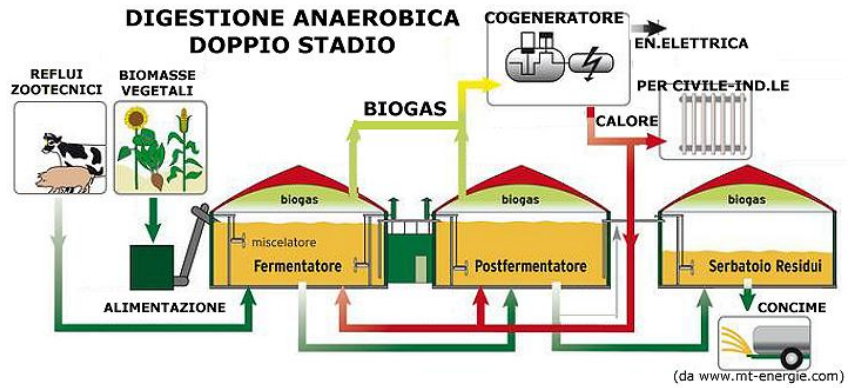 DIGESTIONE ANAEROBICA
DOPPIO STADIO
COGENERATORE
EN.ELETTRICA
REFLUI
ZOOTECNICI
BIOMASSE
VEGETALI
BIOGAS
PER CIVILE-IND.LE
CALORE
biogas
biogas
biogas
miscelatore
Fermentatore
Postfermentatore
Serbatoio Residui
ALIMENTAZIONE
CONCIME
(da www.mt-energie.com)